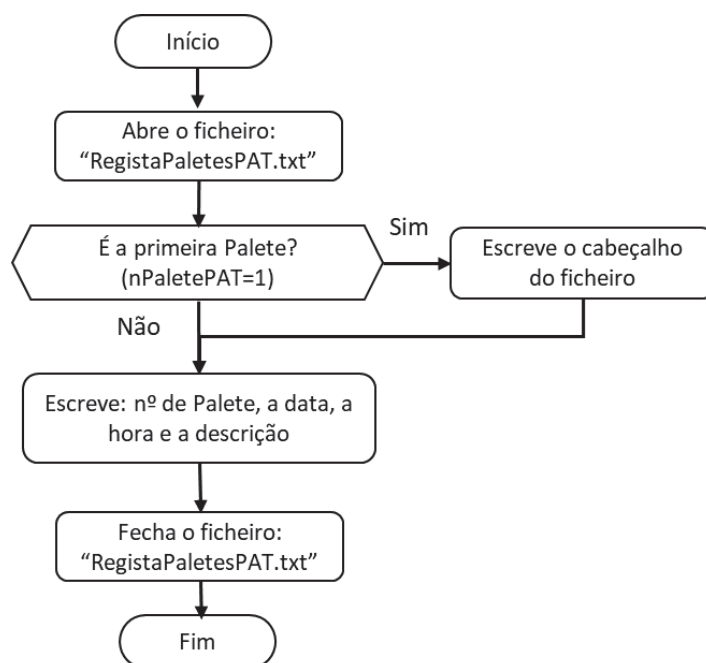 Início
Abre o ficheiro:
“RegistaPaletesPAT.txt”
É a primeira Palete?
(nPaletePAT=1)
Sim
Escreve o cabeçalho
do ficheiro
Não
Escreve: nº de Palete, a data, a
hora e a descrição
Fecha o ficheiro:
“RegistaPaletesPAT.txt”
Fim